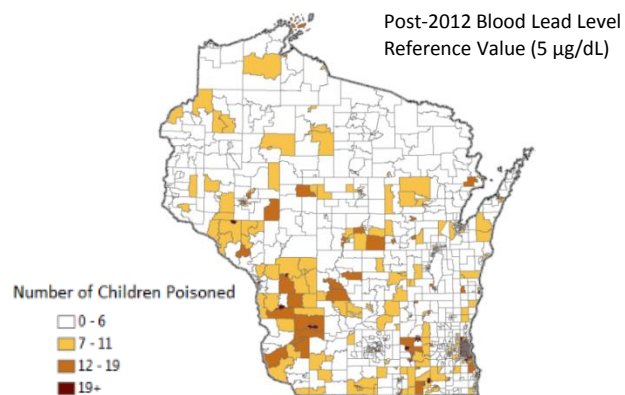 Post-2012 Blood Lead Level
Reference Value (5 µg/dL)
Number of Children Poisoned
0 - 6
7 - 11
12 - 19
19+